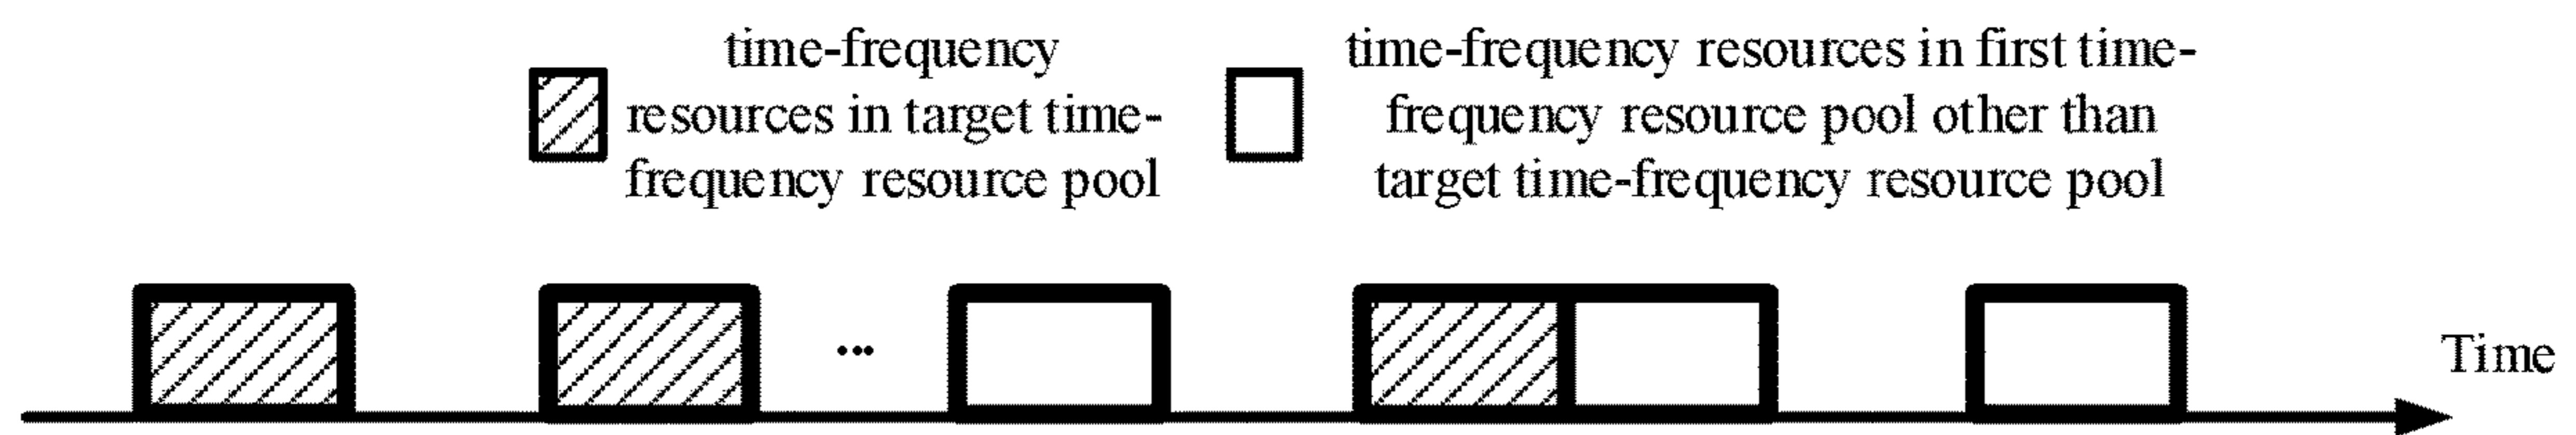 time-frequency
resources in target time-
frequency resource pool
time-frequency resources in first time-
frequency resource pool other than
target time-frequency resource pool
...
Time